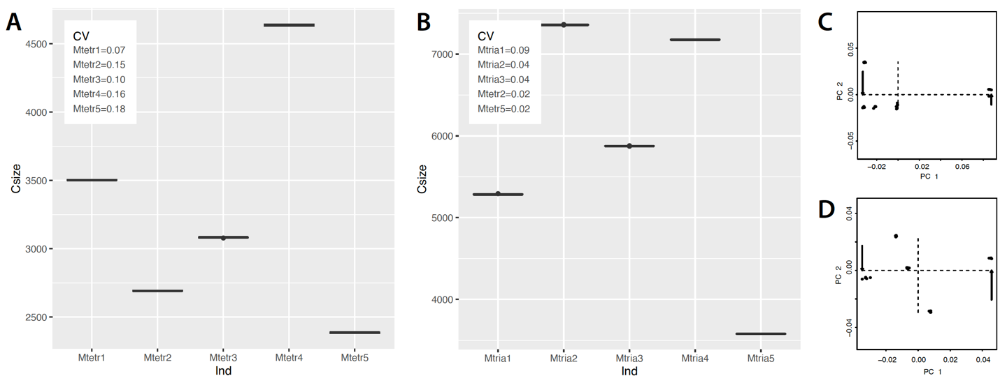 A
CV
Mtetr1=0.07
Mtetr2=0.15
Mtetr3=0.10
Mtetr4=0.16
Mtetr5=0.18
4500
4000
3500
3000
2500
Csize
Mtetr1 Mtetr2 Mtetr3 Mtetr4 Mtetr5
Ind
B
CV
Mtria1=0.09
Mtria2=0.04
Mtria3=0.04
Mtetr2=0.02
Mtetr5=0.02
7000
6000
5000
4000
Csize
Mtria1 Mtria2 Mtria3 Mtria4 Mtria5
Ind
C
0.05
0.00
−0.05
PC 2
−0.02 0.02 0.06
PC 1
D
0.04
0.00
−0.04
PC 2
−0.02 0.00 0.02 0.04
PC 1